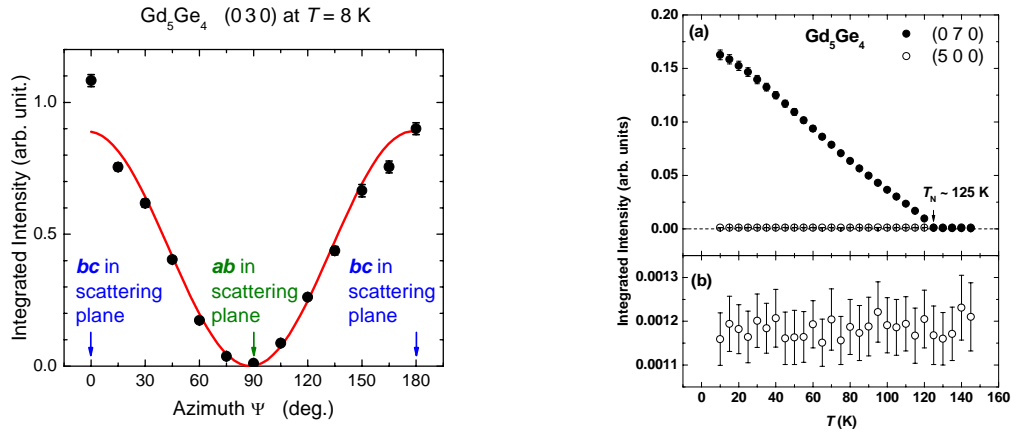 Gd5Ge4 (0 3 0) at T = 8 K
Integrated Intensity (arb. unit.)
1.0
0.5
0.0
bc in
scattering
plane
ab in
scattering
plane
bc in
scattering
plane
0 30 60 90 120 150 180
Azimuth Ψ (deg.)
Integrated Intensity (arb. units)
(a)
Gd5Ge4
(0 7 0)
(5 0 0)
0.20
0.15
0.10
0.05
0.00
TN ~ 125 K
(b)
0.0013
0.0012
0.0011
0 20 40 60 80 100 120 140 160
T (K)